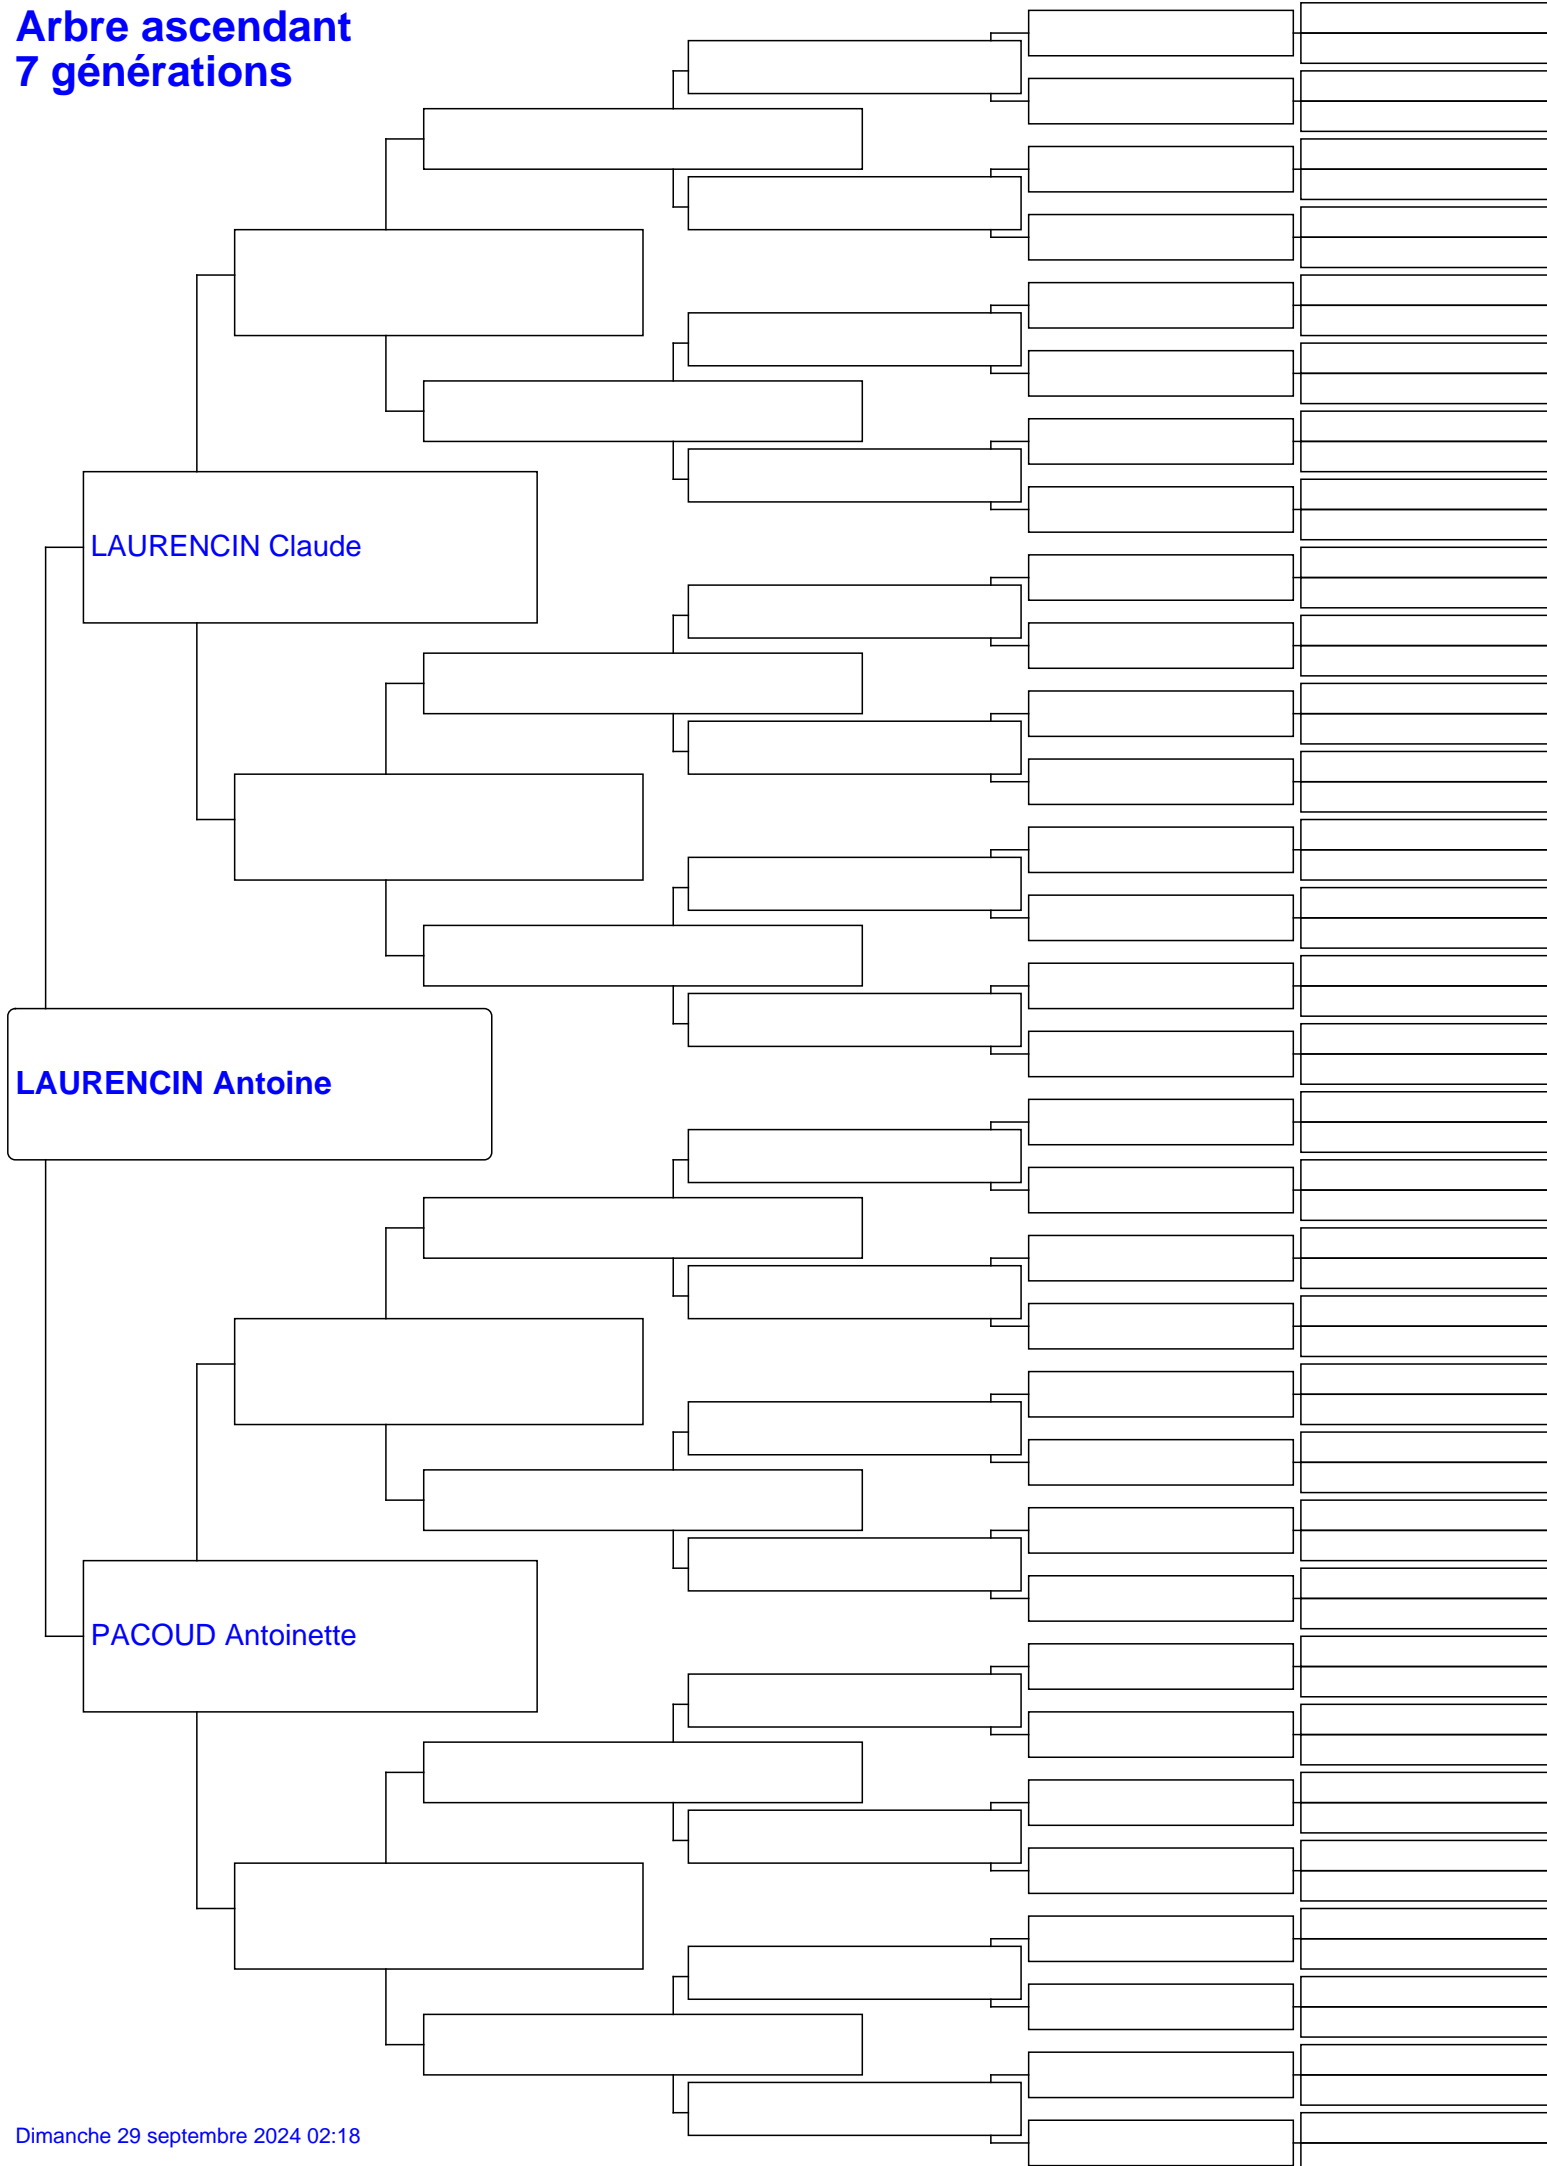 Arbre ascendant
7 générations
LAURENCIN Claude
LAURENCIN Antoine
PACOUD Antoinette
Dimanche 29 septembre 2024 02:18